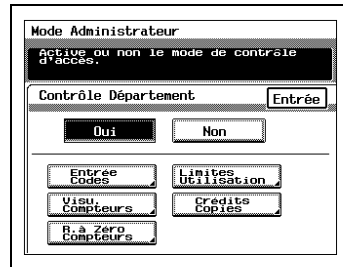 Mode Administrateur
Active ou non le mode de contrôle
d'accès.
Contrôle Département
Entrée
Oui
Non
Entrée
Codes
Limites
Utilisation
Visu.
Compteurs
Crédits
Copies
R.à Zéro
Compteurs